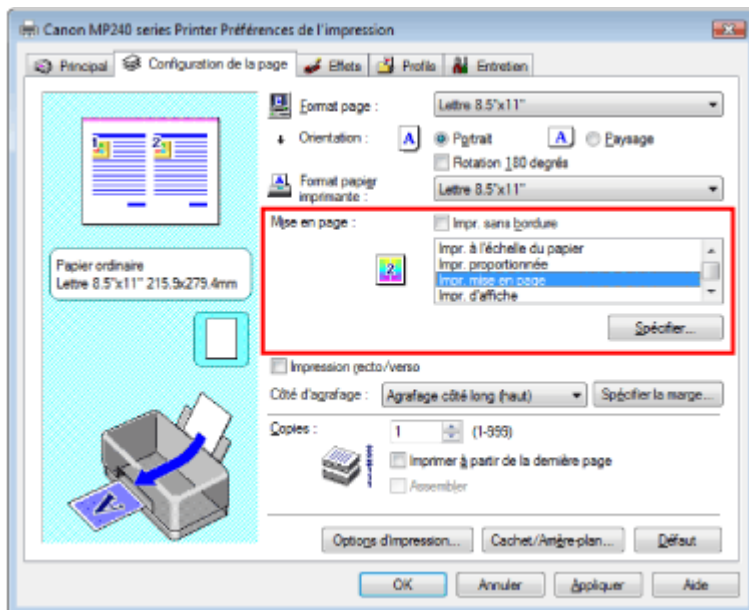 Canon MP240 series Printer Préférences de l'impression
Principal Configuration de la page Effets Profils Entretien
Format page : Lettre 8.5"x11"
Orientation : A Portrait A Paysage
Rotation 180 degrés
Format papier imprimante : Lettre 8.5"x11"
Mise en page : Impr. sans bordure
Impr. à l'échelle du papier
Impr. proportionnée
Impr. mise en page
Impr. d'affiche
Spécifier...
1 2
2
Papier ordinaire
Lettre 8.5"x11" 215.9x279.4mm
Impression recto/verso
Côté d'agrafage : Agrafage côté long (haut) Spécifier la marge...
Copies : 1 (1-999)
Imprimer à partir de la dernière page
Assembler
Options d'impression... Cachet/Arrière-plan... Défaut
OK Annuler Appliquer Aide